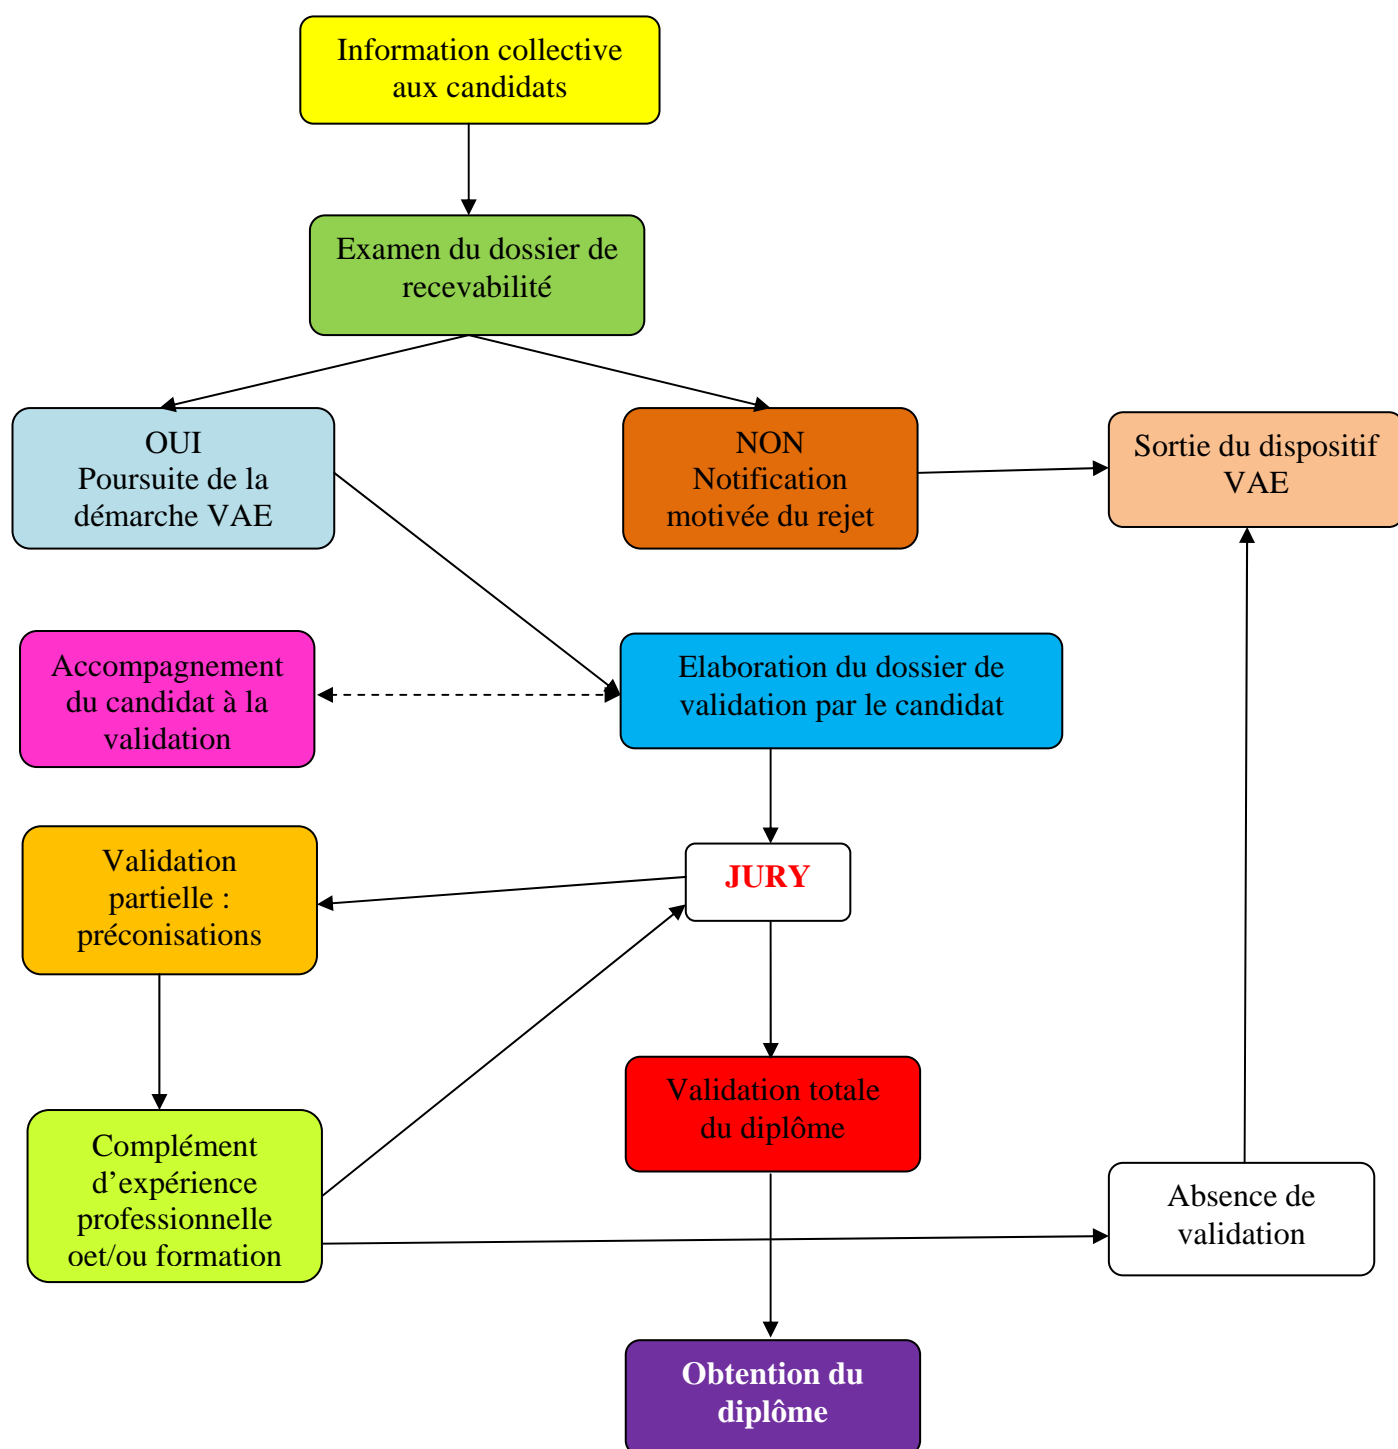 Information collective
aux candidats
Examen du dossier de
recevabilité
OUI
Poursuite de la
démarche VAE
NON
Notification
motivée du rejet
Sortie du dispositif
VAE
Accompagnement
du candidat à la
validation
Elaboration du dossier de
validation par le candidat
Validation
partielle :
préconisations
JURY
Validation totale
du diplôme
Complément
d’expérience
professionnelle
oet/ou formation
Absence de
validation
Obtention du
diplôme